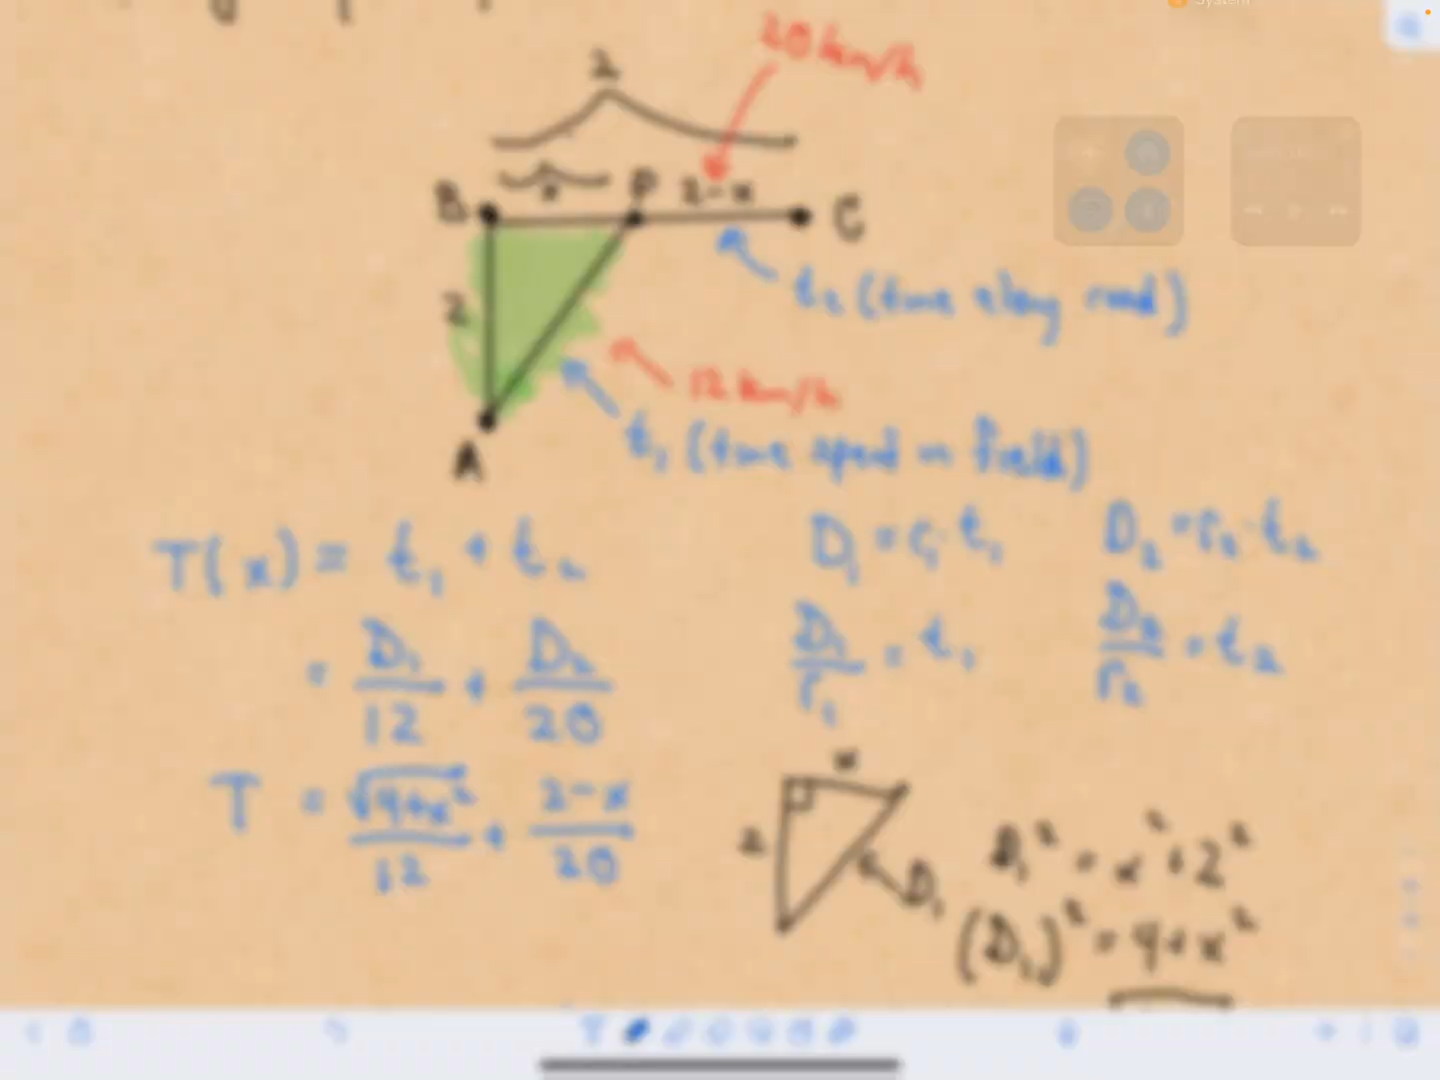 System
20 km/h
2
x
B
P
2-x
C
2
t₂ (time along road)
12 km/h
t₁ (time spent in field)
A
T(x) = t₁ + t₂
D₁ = r₁ · t₁
D₂ = r₂ · t₂
= D₁/12 + D₂/20
D₁/r₁ = t₁
D₂/r₂ = t₂
T = √(4+x²)/12 + (2-x)/20
x
2
D₁
D₁² = x² + 2²
(D₁)² = 4+x²